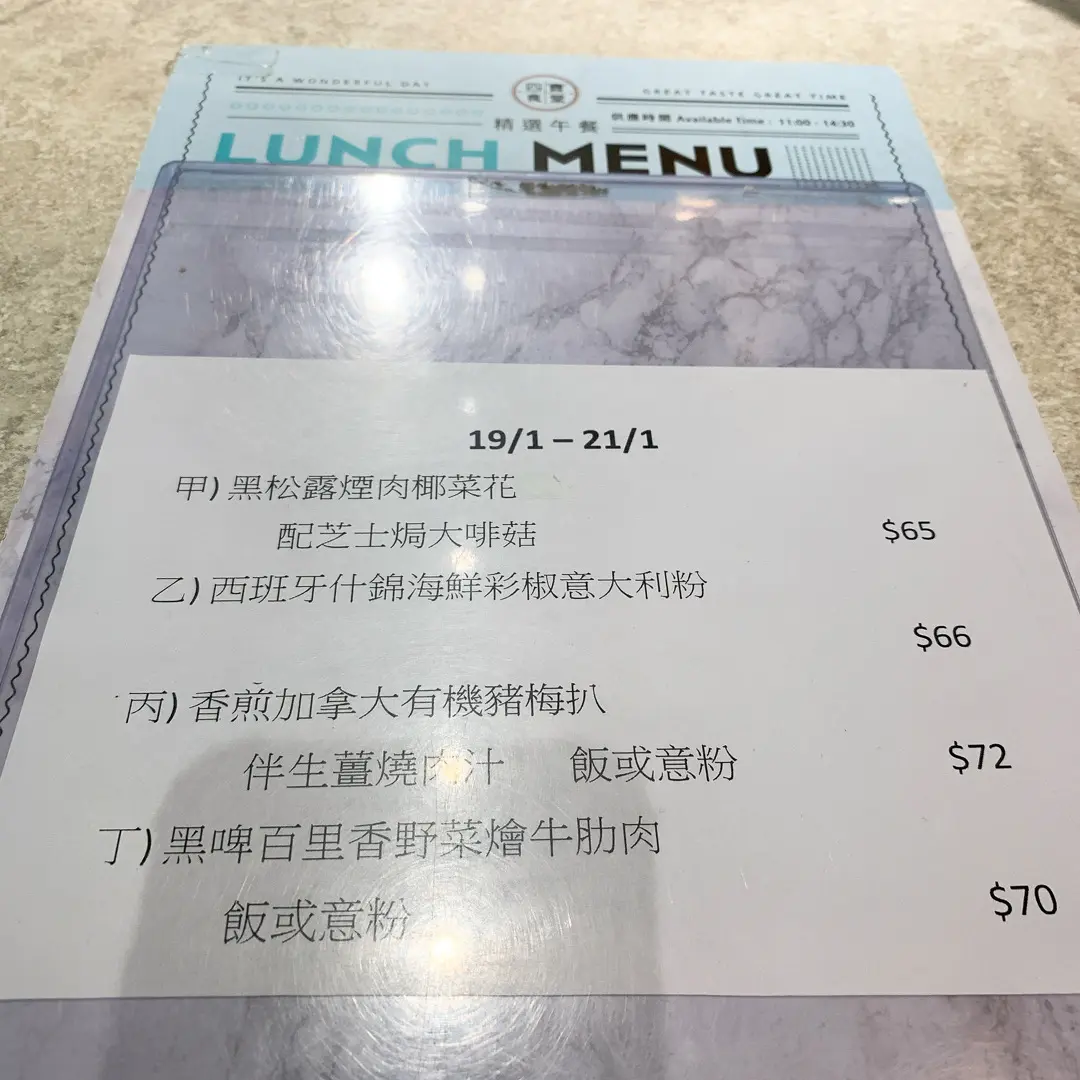 IT'S A WONDERFUL DAY
四寶
食堂
GREAT TASTE GREAT TIME
精選午餐
供應時間 Available Time : 11:00 - 14:30
LUNCH MENU
19/1 – 21/1
甲) 黑松露煙肉椰菜花
配芝士焗大啡菇 $65
乙) 西班牙什錦海鮮彩椒意大利粉
$66
丙) 香煎加拿大有機豬梅扒
伴生薑燒肉汁 飯或意粉 $72
丁) 黑啤百里香野菜燴牛肋肉
飯或意粉 $70